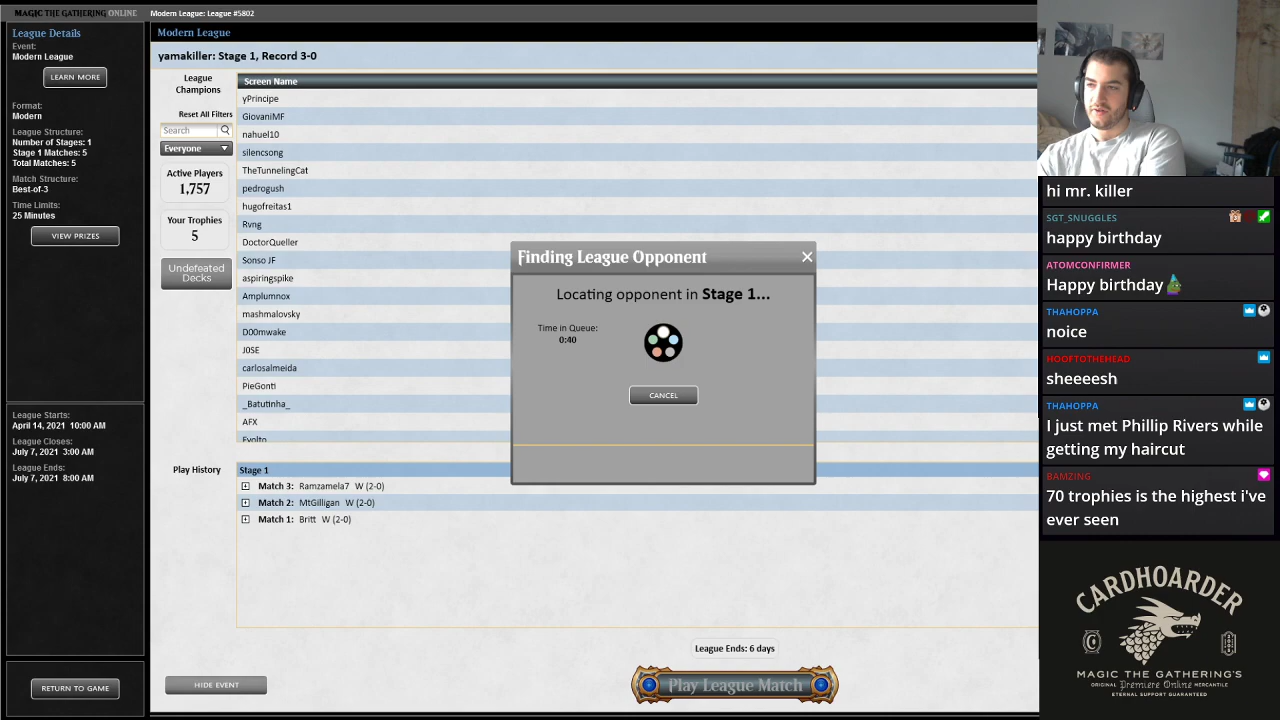 MAGIC THE GATHERING ONLINE
Modern League: League #5802
League Details
Event:
Modern League
LEARN MORE
Format:
Modern
League Structure:
Number of Stages: 1
Stage 1 Matches: 5
Total Matches: 5
Match Structure:
Best-of-3
Time Limits:
25 Minutes
VIEW PRIZES
League Starts:
April 14, 2021 10:00 AM
League Closes:
July 7, 2021 3:00 AM
League Ends:
July 7, 2021 8:00 AM
RETURN TO GAME
Modern League
yamakiller: Stage 1, Record 3-0
League
Champions
Reset All Filters
Search
Everyone
Active Players
1,757
Your Trophies
5
Undefeated
Decks
Screen Name
yPrincipe
GiovaniMF
nahuel10
silencsong
TheTunnelingCat
pedrogush
hugofreitas1
Rvng
DoctorQueller
Sonso JF
aspiringspike
Amplumnox
mashmalovsky
D00mwake
J0SE
carlosalmeida
PieGonti
_Batutinha_
AFX
Play History
Stage 1
Match 3: Ramzamela7 W (2-0)
Match 2: MtGilligan W (2-0)
Match 1: Britt W (2-0)
HIDE EVENT
League Ends: 6 days
Play League Match
Finding League Opponent
Locating opponent in Stage 1...
Time in Queue:
0:40
CANCEL
hi mr. killer
SGT_SNUGGLES
happy birthday
ATOMCONFIRMER
Happy birthday
THAHOPPA
noice
HOOFTOTHEHEAD
sheeeesh
THAHOPPA
I just met Phillip Rivers while
getting my haircut
BAMZING
70 trophies is the highest i've
ever seen
CARDHOARDER
MAGIC THE GATHERING'S
ORIGINAL Premiere Online MERCANTILE
ETERNAL SUPPORT GUARANTEED